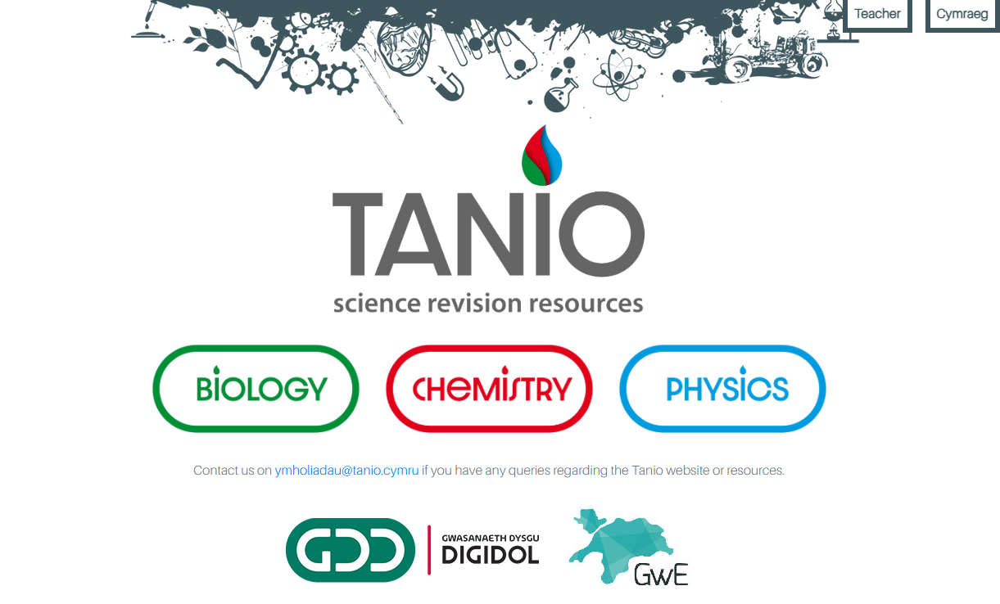 Teacher
Cymraeg
TANIO
science revision resources
BIOLOGY
CHEMISTRY
PHYSICS
Contact us on ymholiadau@tanio.cymru if you have any queries regarding the Tanio website or resources.
GDD
GWASANAETH DYSGU
DIGIDOL
GwE